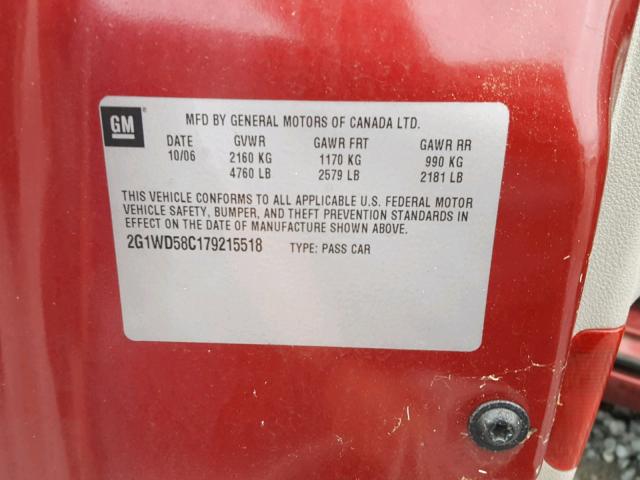 GM
MFD BY GENERAL MOTORS OF CANADA LTD.
DATE GVWR GAWR FRT GAWR RR
10/06 2160 KG 1170 KG 990 KG
4760 LB 2579 LB 2181 LB
THIS VEHICLE CONFORMS TO ALL APPLICABLE U.S. FEDERAL MOTOR
VEHICLE SAFETY, BUMPER, AND THEFT PREVENTION STANDARDS
IN EFFECT ON THE DATE OF MANUFACTURE SHOWN ABOVE.
2G1WD58C179215518 TYPE: PASS CAR